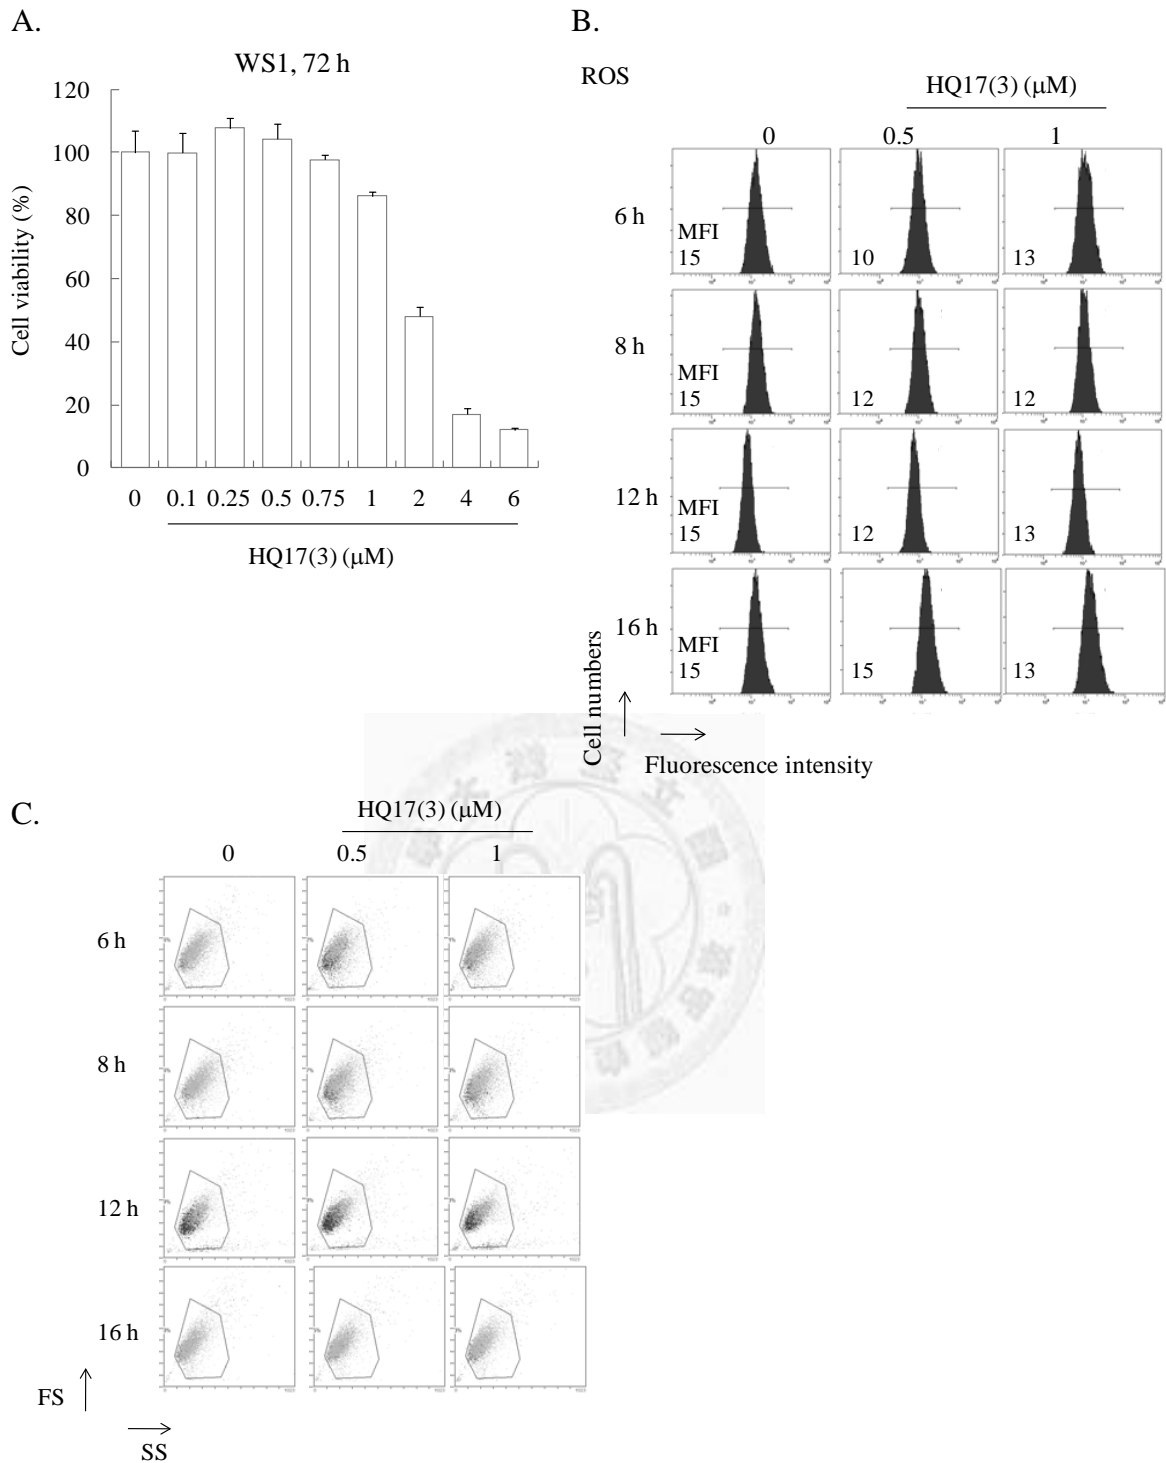 A.
WS1, 72 h
Cell viability (%)
120
100
80
60
40
20
0
0 0.1 0.25 0.5 0.75 1 2 4 6
HQ17(3) (μM)
B.
ROS
HQ17(3) (μM)
0 0.5 1
6 h
MFI
15 10 13
8 h
MFI
15 12 12
12 h
MFI
15 12 13
16 h
MFI
15 15 13
Cell numbers
Fluorescence intensity
C.
HQ17(3) (μM)
0 0.5 1
6 h
8 h
12 h
16 h
FS
SS